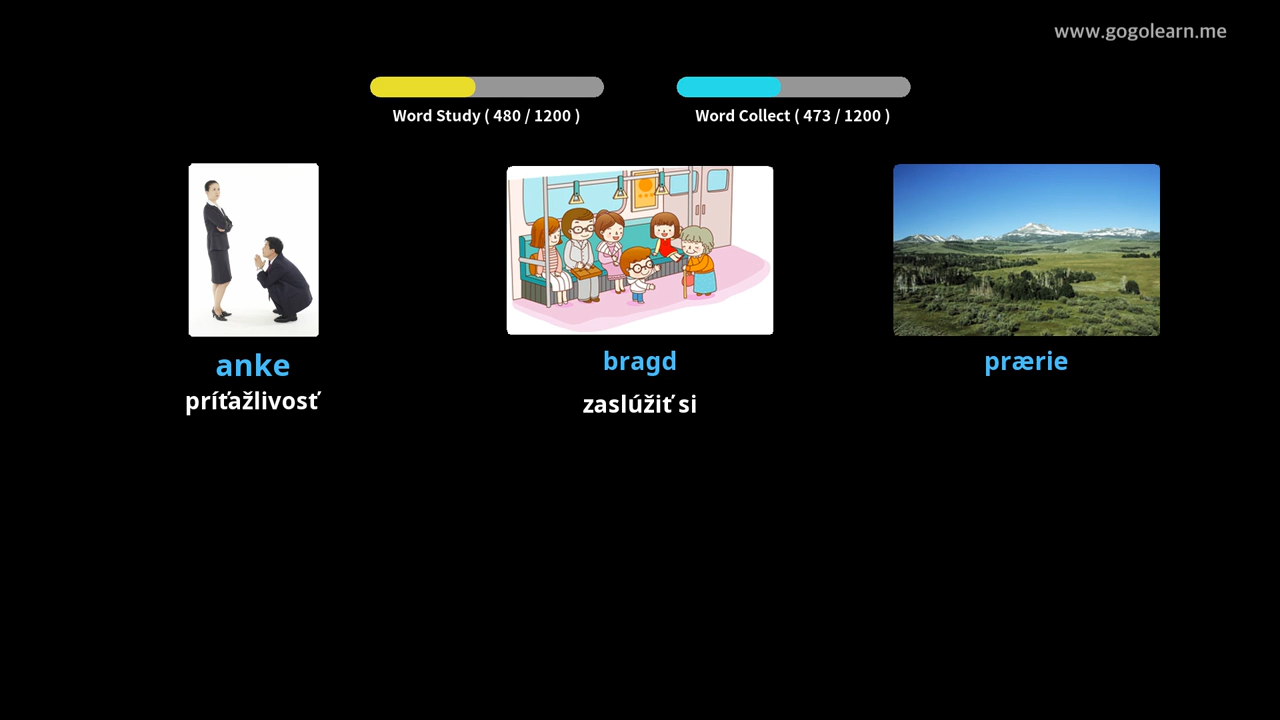 www.gogolearn.me
Word Study ( 480 / 1200 )
Word Collect ( 473 / 1200 )
anke
príťažlivosť
bragd
zaslúžiť si
prærie